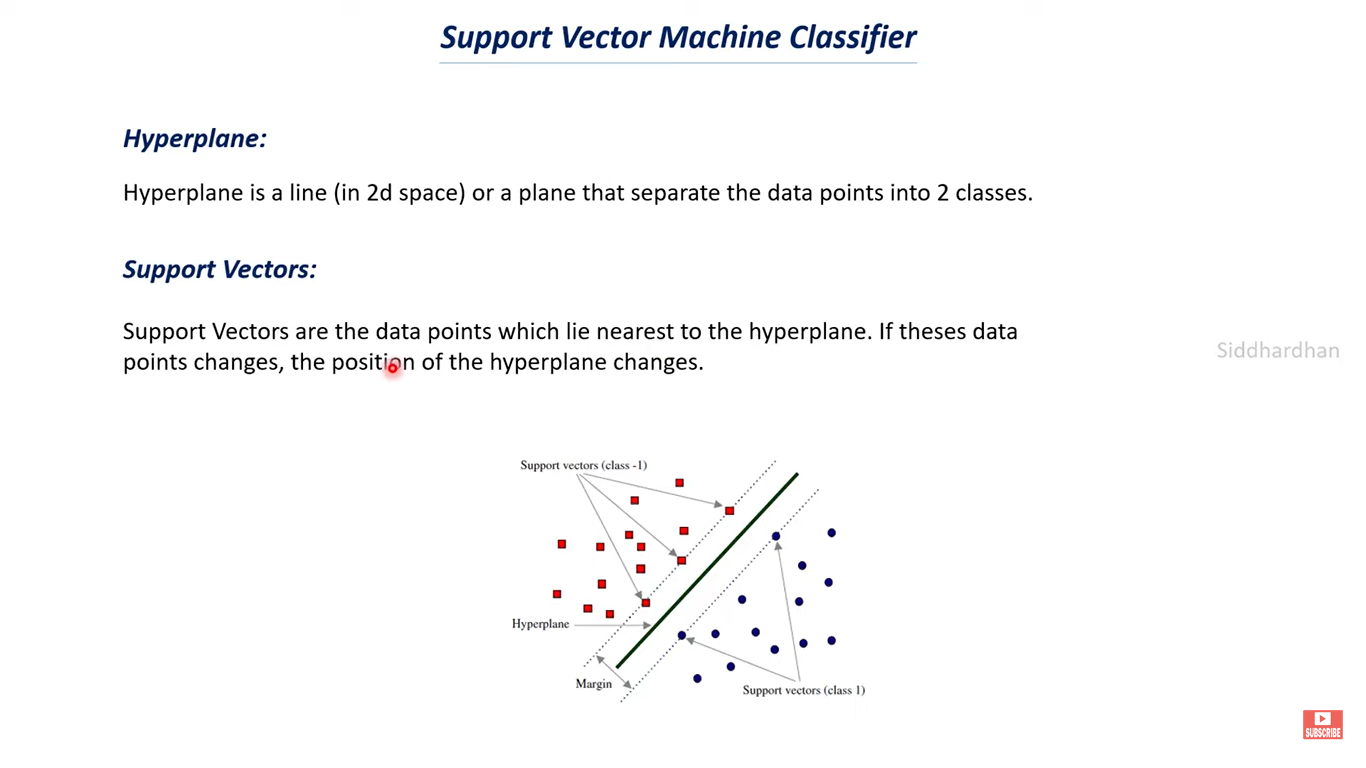 Support Vector Machine Classifier
Hyperplane:
Hyperplane is a line (in 2d space) or a plane that separate the data points into 2 classes.
Support Vectors:
Support Vectors are the data points which lie nearest to the hyperplane. If theses data
points changes, the position of the hyperplane changes.
Siddhardhan
Support vectors (class -1)
Hyperplane
Margin
Support vectors (class 1)
SUBSCRIBE